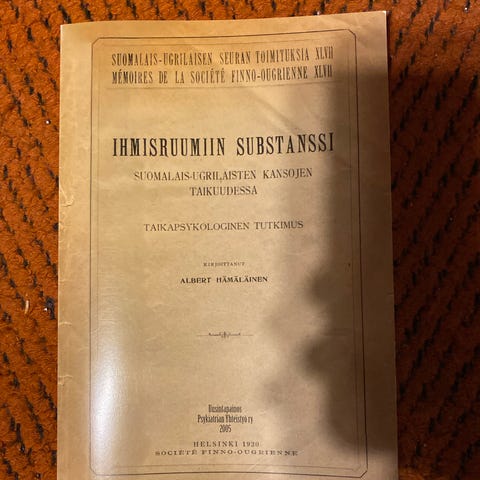 SUOMALAIS-UGRILAISEN SEURAN TOIMITUKSIA XLVII
MÉMOIRES DE LA SOCIÉTÉ FINNO-OUGRIENNE XLVII
IHMISRUUMIIN SUBSTANSSI
SUOMALAIS-UGRILAISTEN KANSOJEN
TAIKUUDESSA
TAIKAPSYKOLOGINEN TUTKIMUS
KIRJOITTANUT
ALBERT HÄMÄLÄINEN
Uusintapainos
Psykiatrian Yhteistyö ry
2005
HELSINKI 1920
SOCIÉTÉ FINNO-OUGRIENNE